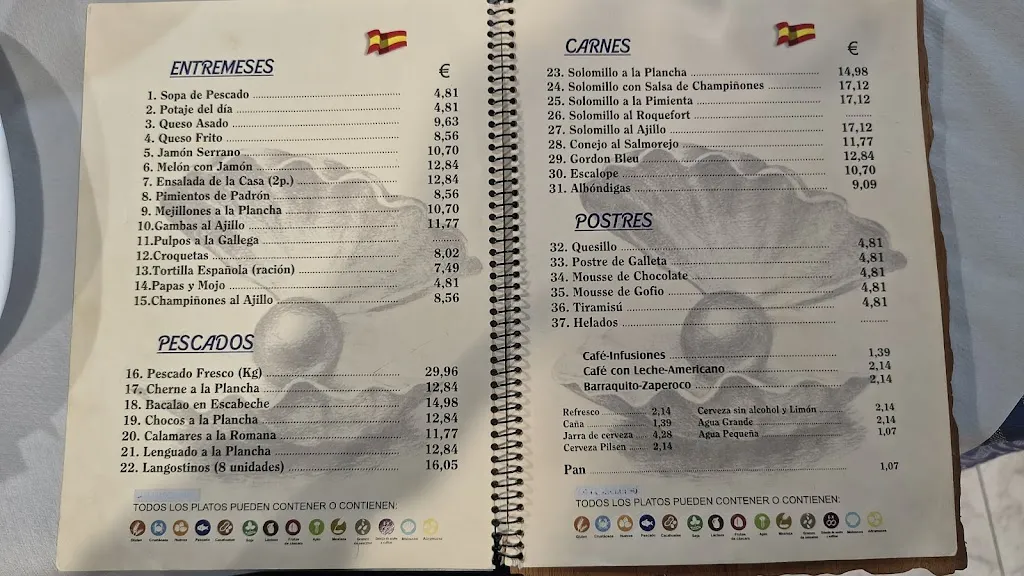 ENTREMESES
€
1. Sopa de Pescado 4,81
2. Potaje del día 4,81
3. Queso Asado 9,63
4. Queso Frito 8,56
5. Jamón Serrano 10,70
6. Melón con Jamón 12,84
7. Ensalada de la Casa (2p.) 12,84
8. Pimientos de Padrón 8,56
9. Mejillones a la Plancha 10,70
10.Gambas al Ajillo 11,77
11.Pulpos a la Gallega
12.Croquetas 8,02
13.Tortilla Española (ración) 7,49
14.Papas y Mojo 4,81
15.Champiñones al Ajillo 8,56
PESCADOS
16. Pescado Fresco (Kg) 29,96
17. Cherne a la Plancha 12,84
18. Bacalao en Escabeche 14,98
19. Chocos a la Plancha 12,84
20. Calamares a la Romana 11,77
21. Lenguado a la Plancha 12,84
22. Langostinos (8 unidades) 16,05
TODOS LOS PLATOS PUEDEN CONTENER O CONTIENEN:
CARNES
€
23. Solomillo a la Plancha 14,98
24. Solomillo con Salsa de Champiñones 17,12
25. Solomillo a la Pimienta 17,12
26. Solomillo al Roquefort
27. Solomillo al Ajillo 17,12
28. Conejo al Salmorejo 11,77
29. Gordon Bleu 12,84
30. Escalope 10,70
31. Albóndigas 9,09
POSTRES
32. Quesillo 4,81
33. Postre de Galleta 4,81
34. Mousse de Chocolate 4,81
35. Mousse de Gofio 4,81
36. Tiramisú 4,81
37. Helados
Café-Infusiones 1,39
Café con Leche-Americano 2,14
Barraquito-Zaperoco 2,14
Refresco 2,14
Caña 1,39
Jarra de cerveza 4,28
Cerveza Pilsen 2,14
Cerveza sin alcohol y Limón 2,14
Agua Grande 2,14
Agua Pequeña 1,07
Pan 1,07
TODOS LOS PLATOS PUEDEN CONTENER O CONTIENEN: